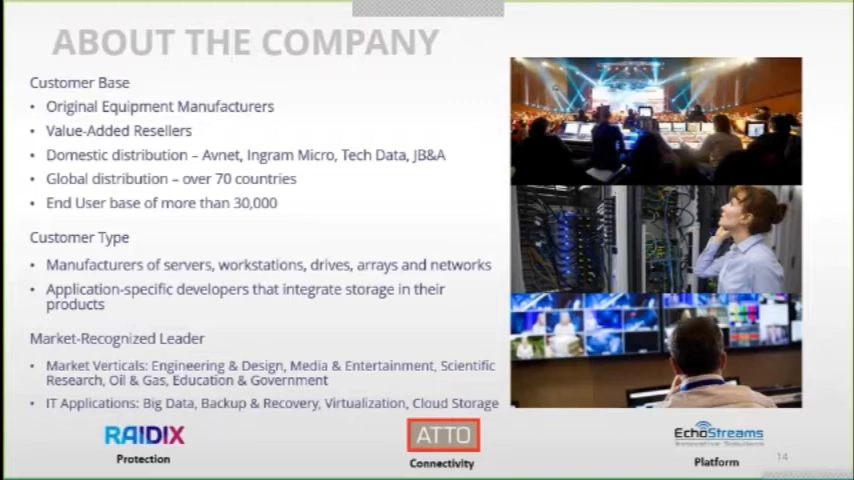 ABOUT THE COMPANY
Customer Base
• Original Equipment Manufacturers
• Value-Added Resellers
• Domestic distribution – Avnet, Ingram Micro, Tech Data, JB&A
• Global distribution – over 70 countries
• End User base of more than 30,000
Customer Type
• Manufacturers of servers, workstations, drives, arrays and networks
• Application-specific developers that integrate storage in their
products
Market-Recognized Leader
• Market Verticals: Engineering & Design, Media & Entertainment, Scientific
Research, Oil & Gas, Education & Government
• IT Applications: Big Data, Backup & Recovery, Virtualization, Cloud Storage
RAIDIX
Protection
ATTO
Connectivity
EchoStreams
Innovative Solutions
Platform
14